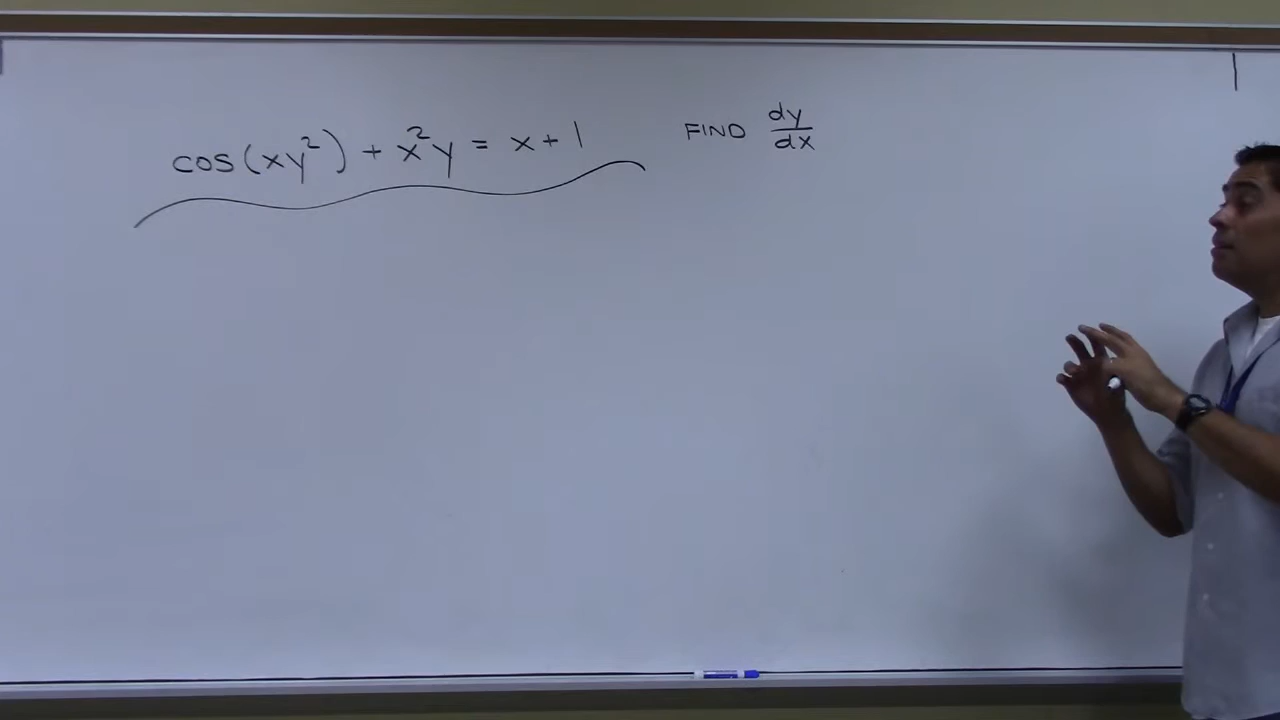 cos(xy²) + x²y = x + 1 FIND dy/dx